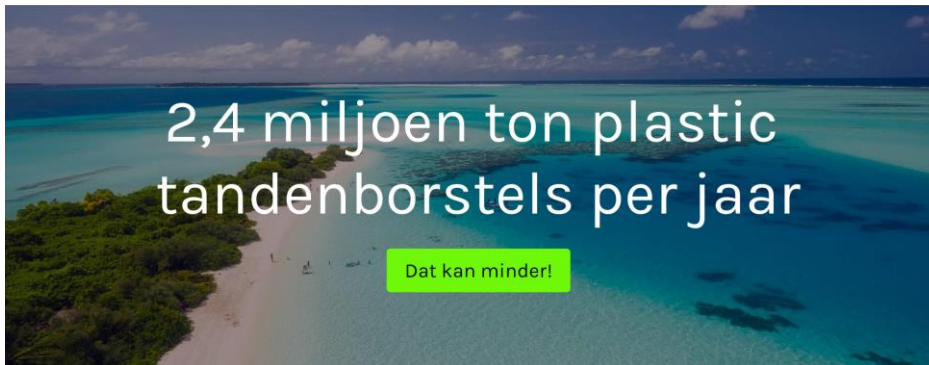 2,4 miljoen ton plastic
tandenborstels per jaar
Dat kan minder!